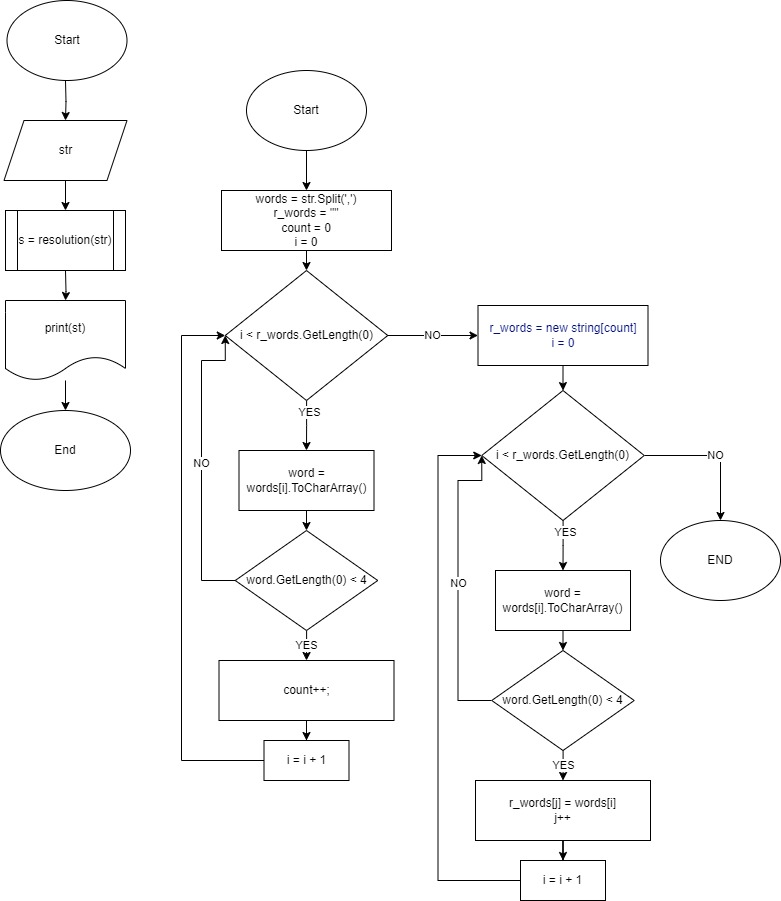 Start
str
s = resolution(str)
print(st)
End
Start
words = str.Split(',')
r_words = ""
count = 0
i = 0
i < r_words.GetLength(0)
NO
YES
word =
words[i].ToCharArray()
NO
word.GetLength(0) < 4
YES
count++;
i = i + 1
r_words = new string[count]
i = 0
i < r_words.GetLength(0)
NO
END
YES
word =
words[i].ToCharArray()
NO
word.GetLength(0) < 4
YES
r_words[j] = words[i]
j++
i = i + 1